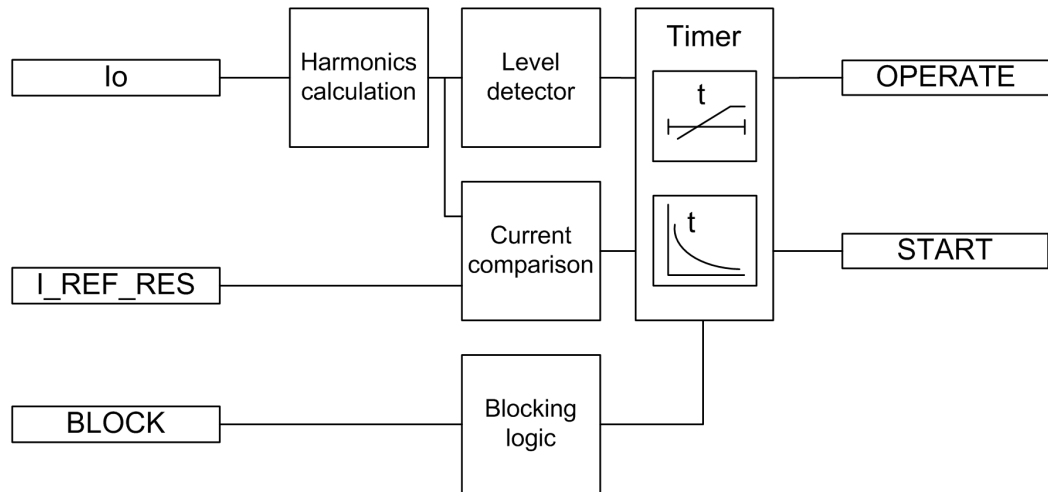 Io
Harmonics
calculation
Level
detector
Timer
t
OPERATE
I_REF_RES
Current
comparison
t
START
BLOCK
Blocking
logic